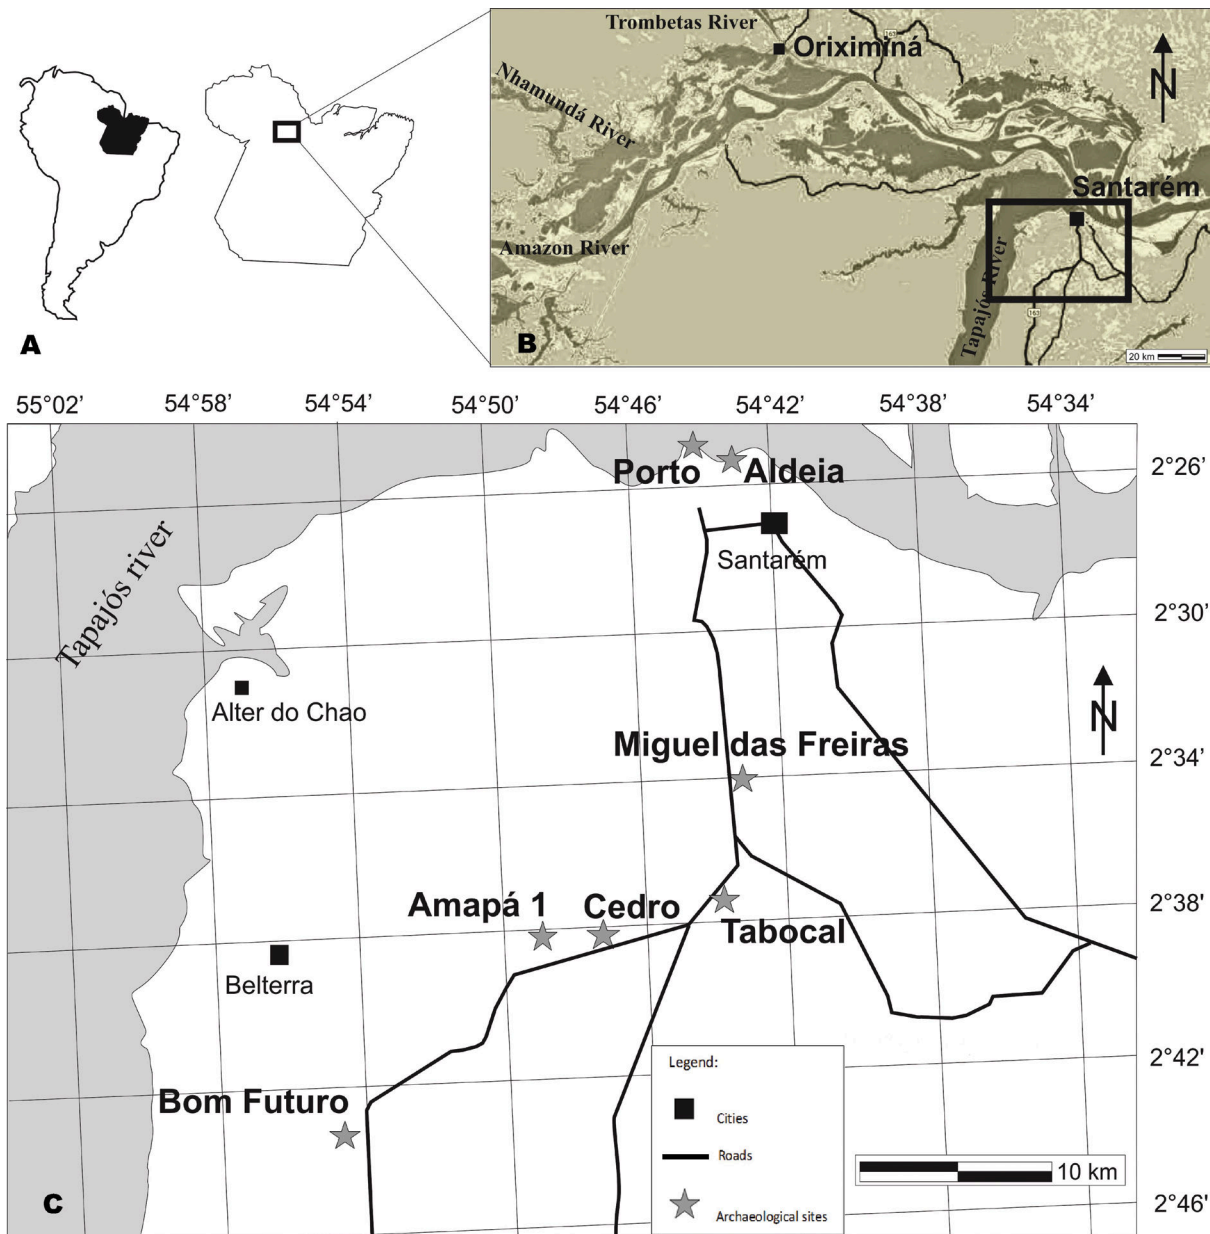 A
Trombetas River
Oriximiná
163
N
Nhamundá River
Santarém
Amazon River
Tapajós River
163
B
20 km
55°02' 54°58' 54°54' 54°50' 54°46' 54°42' 54°38' 54°34'
Porto Aldeia
2°26'
Santarém
Tapajós river
2°30'
Alter do Chao
N
Miguel das Freiras
2°34'
Amapá 1 Cedro
2°38'
Tabocal
Belterra
2°42'
Bom Futuro
Legend:
Cities
Roads
Archaeological sites
10 km
C
2°46'